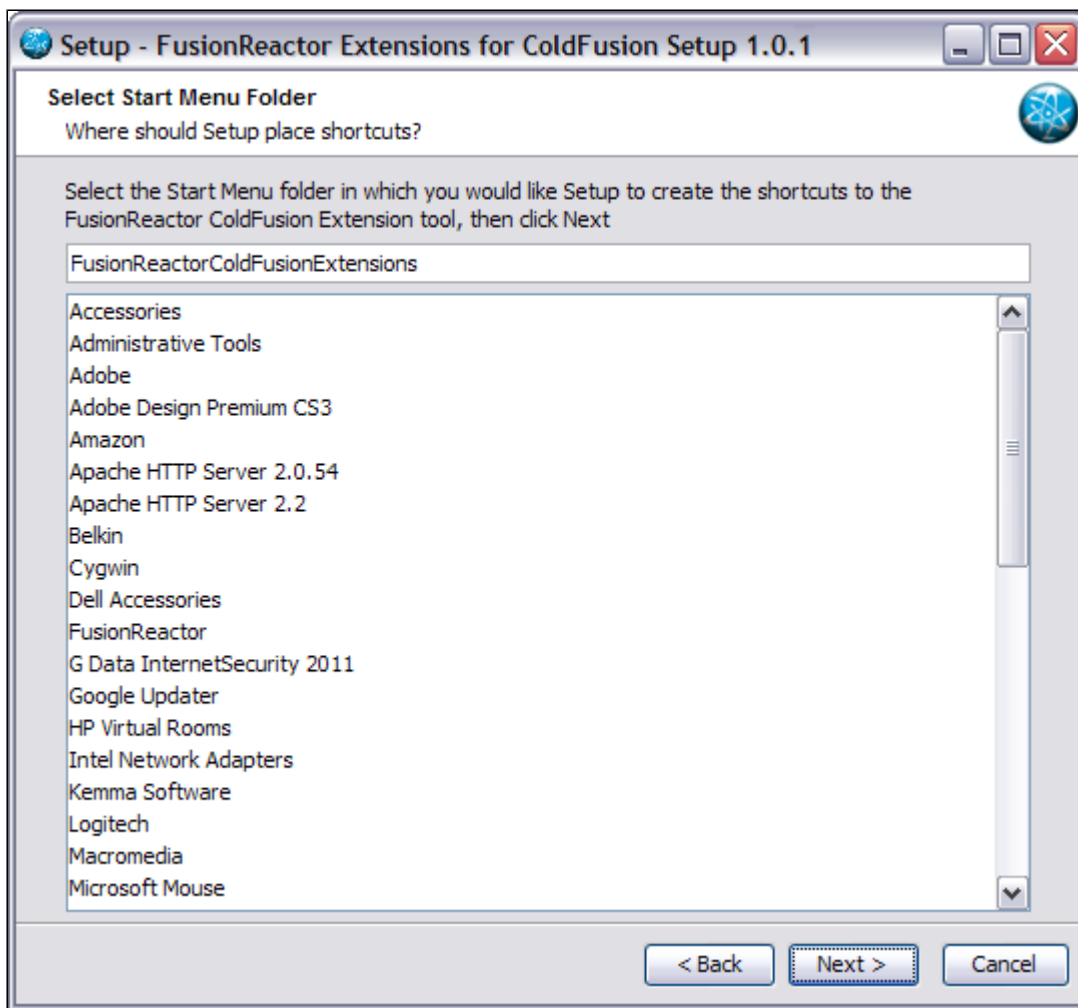 Setup - FusionReactor Extensions for ColdFusion Setup 1.0.1
Select Start Menu Folder
Where should Setup place shortcuts?
Select the Start Menu folder in which you would like Setup to create the shortcuts to the
FusionReactor ColdFusion Extension tool, then click Next
FusionReactorColdFusionExtensions
Accessories
Administrative Tools
Adobe
Adobe Design Premium CS3
Amazon
Apache HTTP Server 2.0.54
Apache HTTP Server 2.2
Belkin
Cygwin
Dell Accessories
FusionReactor
G Data InternetSecurity 2011
Google Updater
HP Virtual Rooms
Intel Network Adapters
Kemma Software
Logitech
Macromedia
Microsoft Mouse
< Back Next > Cancel